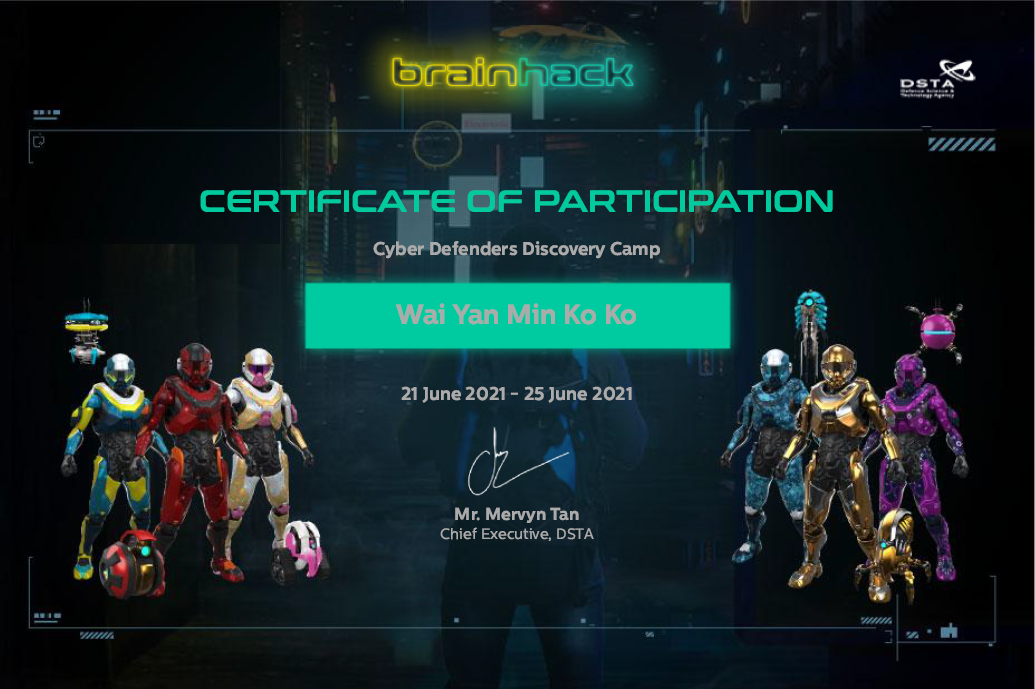 brainhack
DSTA
Defence Science &
Technology Agency
CERTIFICATE OF PARTICIPATION
Cyber Defenders Discovery Camp
Wai Yan Min Ko Ko
21 June 2021 - 25 June 2021
Mr. Mervyn Tan
Chief Executive, DSTA